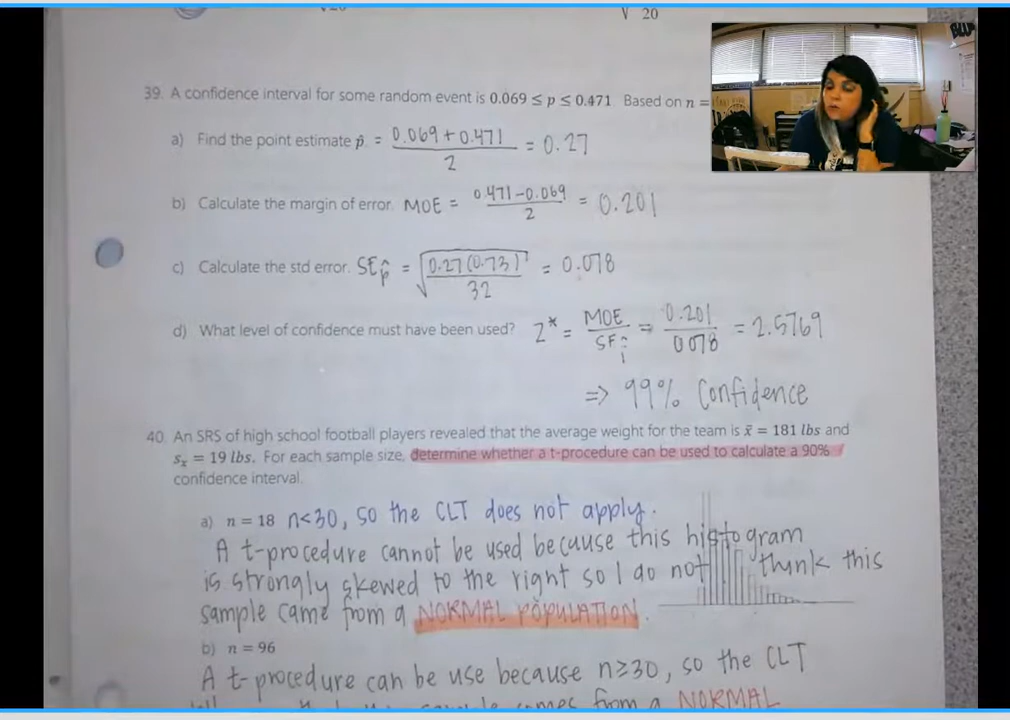 V 20
39. A confidence interval for some random event is 0.069 ≤ p ≤ 0.471 Based on n =
a) Find the point estimate p̂. = (0.069+0.471)/2 = 0.27
b) Calculate the margin of error. MOE = (0.471-0.069)/2 = 0.201
c) Calculate the std error. SE p̂ = √(0.27(0.73)/32) = 0.078
d) What level of confidence must have been used? Z* = MOE/SE p̂ = 0.201/0.078 = 2.5769
⇒ 99% Confidence
40. An SRS of high school football players revealed that the average weight for the team is x̄ = 181 lbs and
sₓ = 19 lbs. For each sample size, determine whether a t-procedure can be used to calculate a 90%
confidence interval.
a) n = 18 n<30, so the CLT does not apply.
A t-procedure cannot be used because this histogram
is strongly skewed to the right so I do not think this
sample came from a NORMAL POPULATION.
b) n = 96
A t-procedure can be use because n≥30, so the CLT
comes from a NORMAL